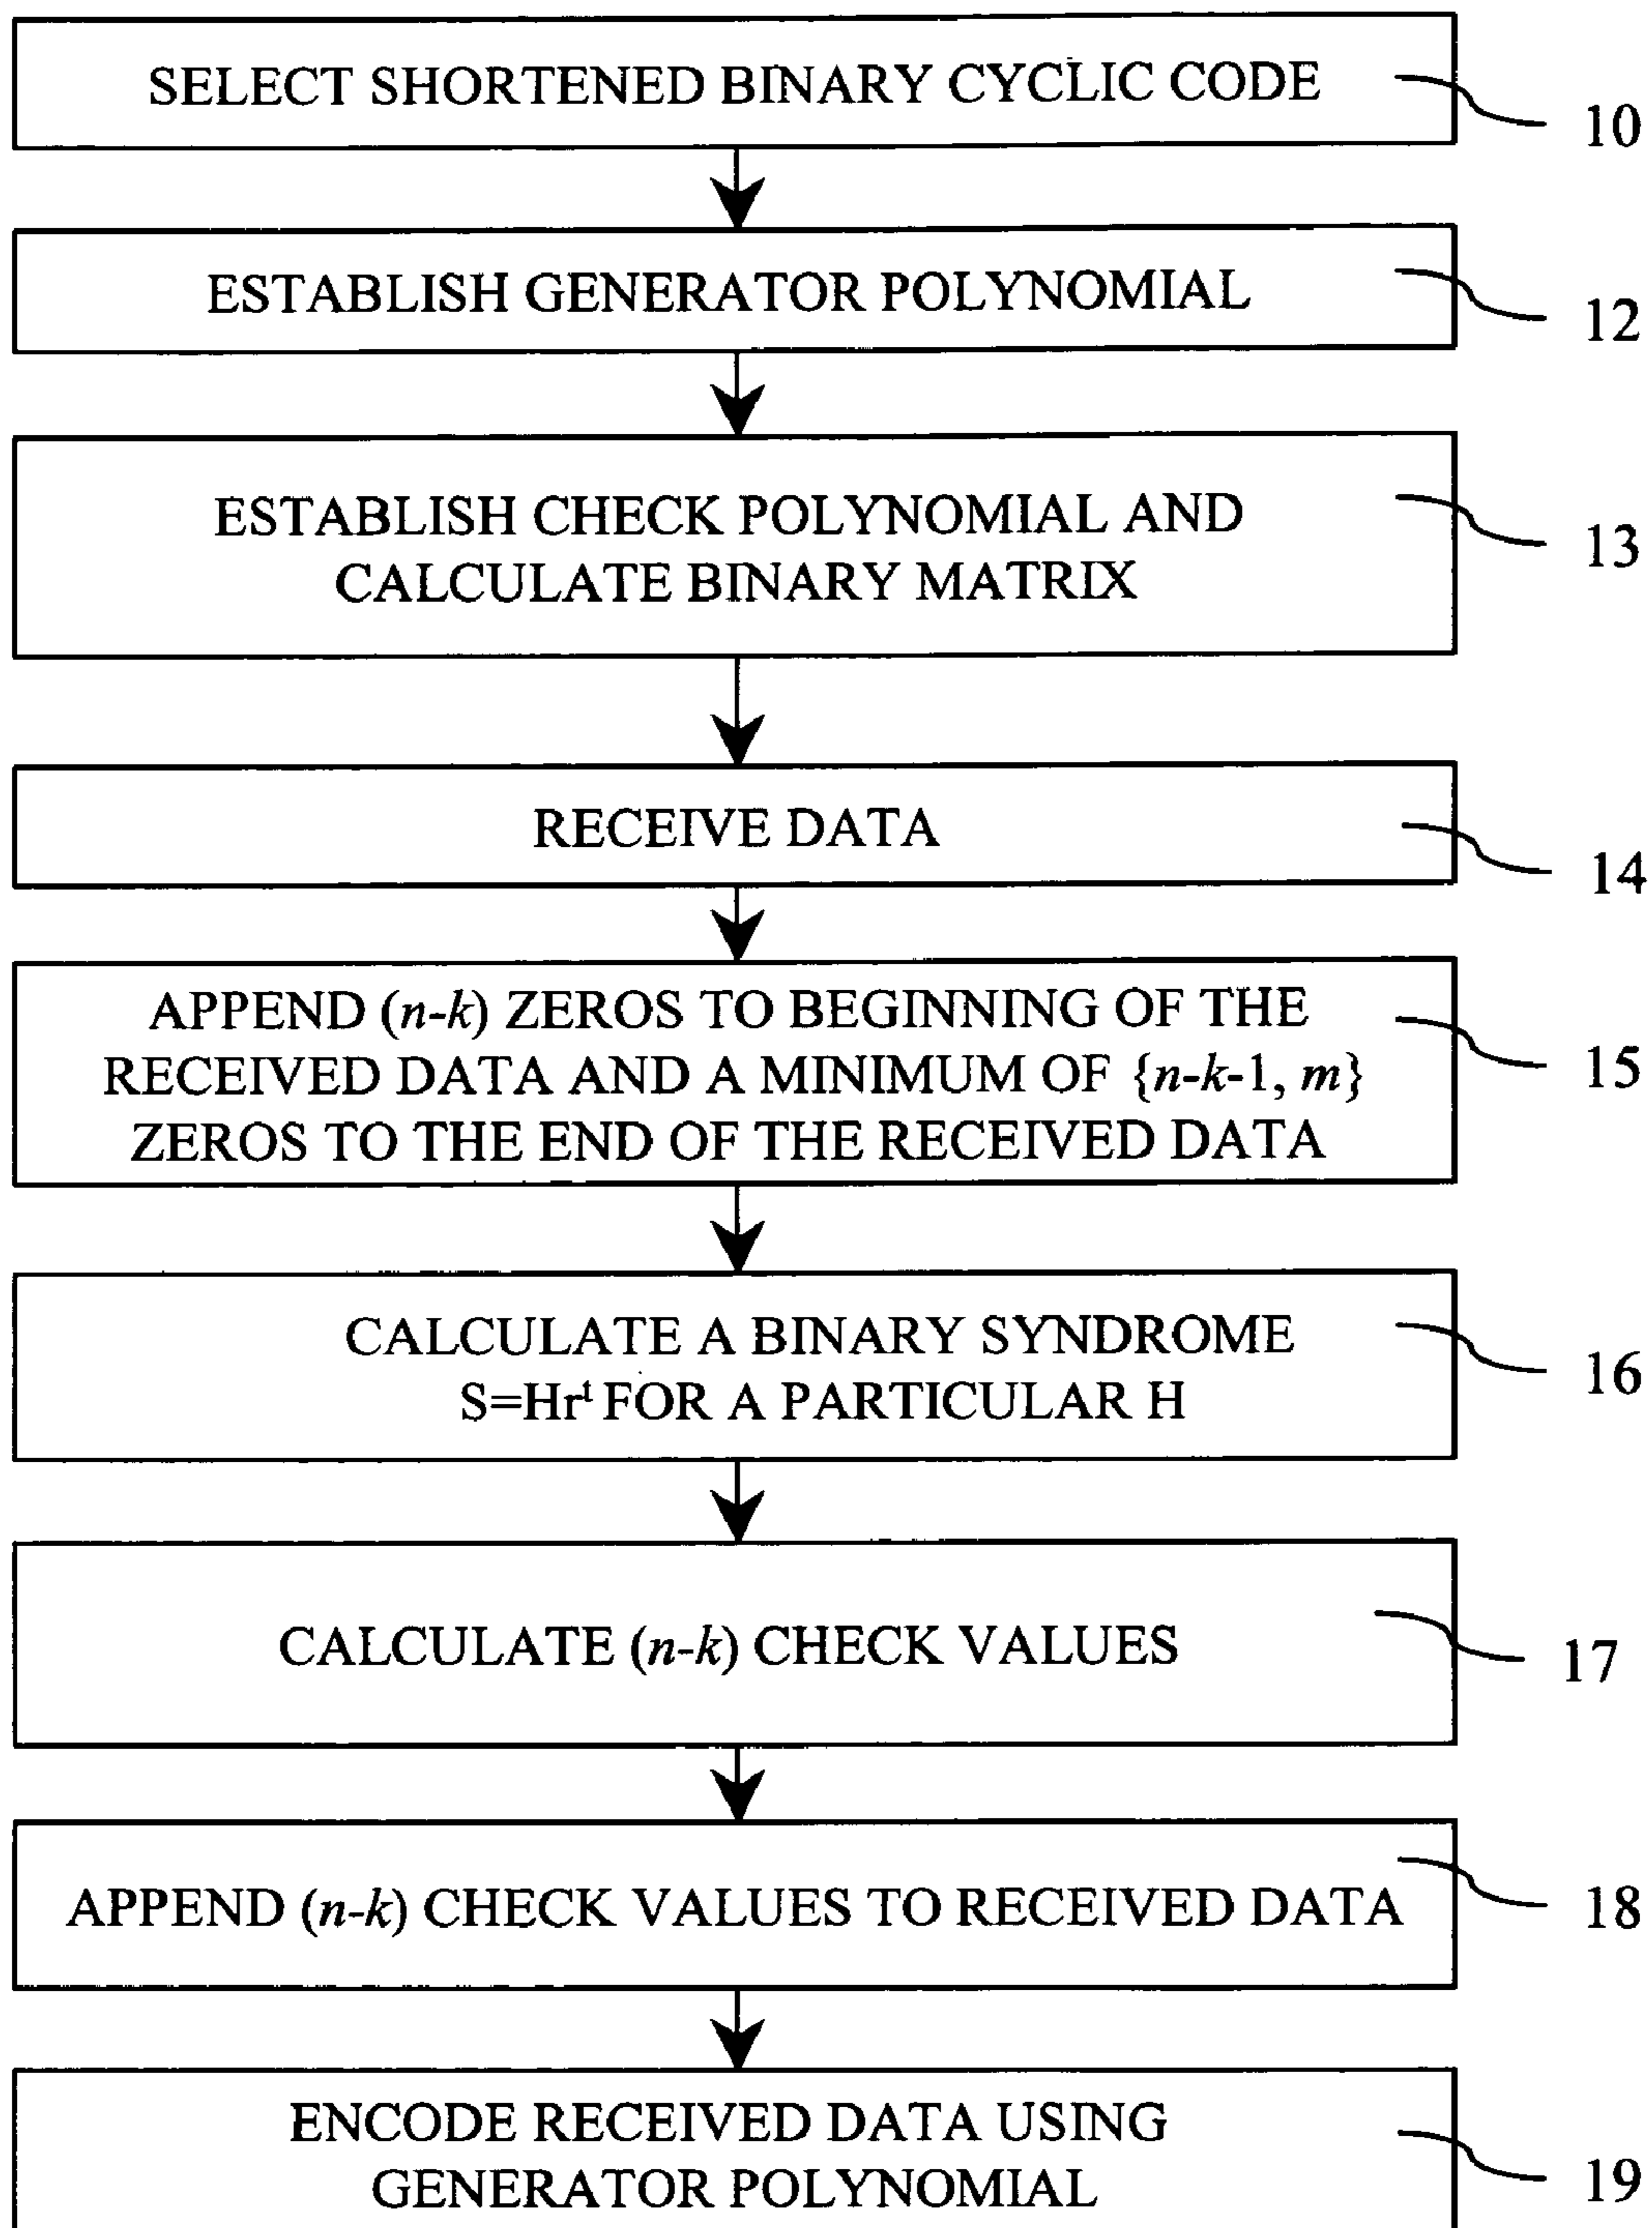 SELECT SHORTENED BINARY CYCLIC CODE
10
ESTABLISH GENERATOR POLYNOMIAL
12
ESTABLISH CHECK POLYNOMIAL AND
CALCULATE BINARY MATRIX
13
RECEIVE DATA
14
APPEND (n-k) ZEROS TO BEGINNING OF THE
RECEIVED DATA AND A MINIMUM OF {n-k-1, m}
ZEROS TO THE END OF THE RECEIVED DATA
15
CALCULATE A BINARY SYNDROME
S=Hrᵗ FOR A PARTICULAR H
16
CALCULATE (n-k) CHECK VALUES
17
APPEND (n-k) CHECK VALUES TO RECEIVED DATA
18
ENCODE RECEIVED DATA USING
GENERATOR POLYNOMIAL
19